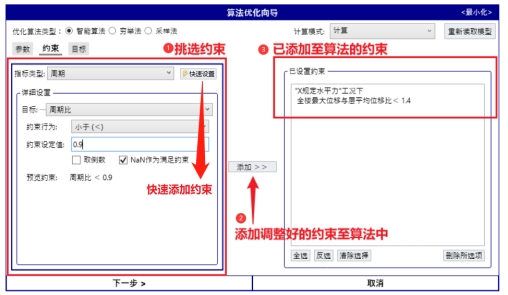 算法优化向导
<最小化>
优化算法类型: 智能算法 穷举法 采样法
计算模式: 计算
重新读取模型
参数 约束 目标
❶挑选约束
❸已添加至算法的约束
指标类型: 周期
快速设置
详细设置
目标: 周期比
约束行为: 小于 (<)
约束设定值: 0.9
取倒数 NaN作为满足约束
预览约束: 周期比 < 0.9
快速添加约束
添加 >>
❷
添加调整好的约束至算法中
已设置约束
"X规定水平力"工况下
全楼最大位移与层平均位移比 < 1.4
全选 反选 清除选择 删除所选项
下一步 >
取消